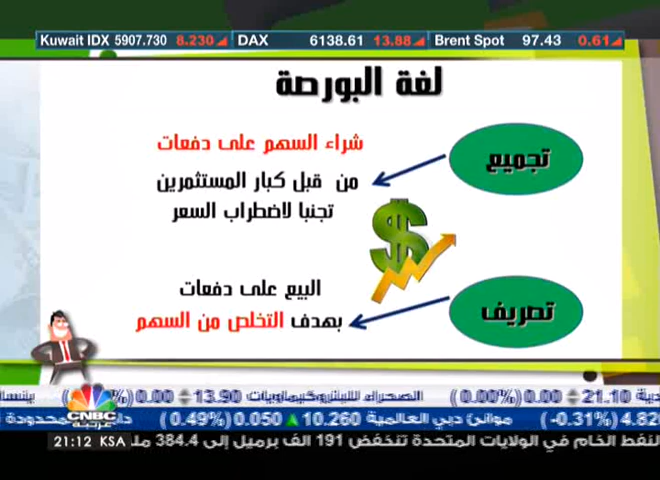 Kuwait IDX 5907.730 8.230 DAX 6138.61 13.88 Brent Spot 97.43 0.61
لغة البورصة
تجميع
شراء السهم على دفعات
من قبل كبار المستثمرين
تجنبا لاضطراب السعر
تصريف
البيع على دفعات
بهدف التخلص من السهم
21.10 0.00 (0.00%) الصحراء للبتروكيماويات 13.90 0.00
(-0.31%) موانئ دبي العالمية 10.260 0.050 (0.49%)
CNBC
عربية
النفط الخام في الولايات المتحدة تنخفض 191 الف برميل إلى 384.4
21:12 KSA